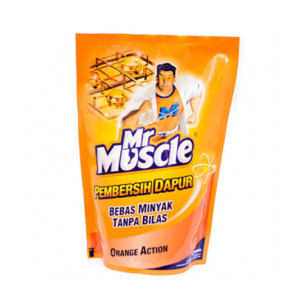 Mr
Muscle
PEMBERSIH DAPUR
BEBAS MINYAK
TANPA BILAS
ORANGE ACTION